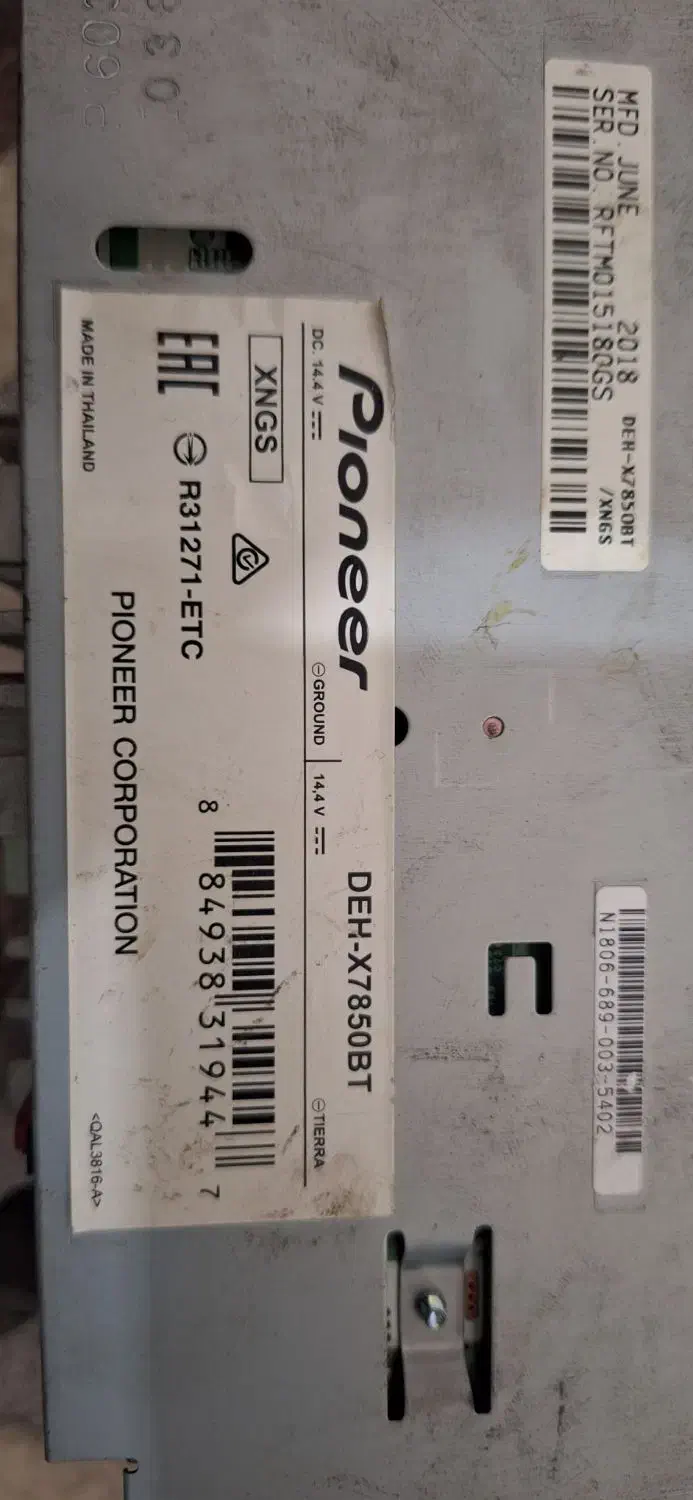 MFD. JUNE 2018 DEH-X7850BT
SER. NO. RFTM015180GS /XNGS
Pioneer DEH-X7850BT
DC. 14.4 V ⊖GROUND 14,4 V ⊖TIERRA
XNGS
8 84938 31944 7
EAC R31271-ETC
PIONEER CORPORATION
MADE IN THAILAND <QAL3816-A>
N1806-689-003-5402